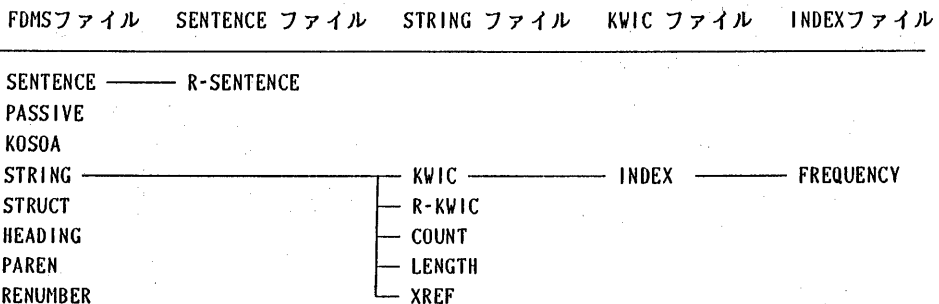 FDMSファイル SENTENCE ファイル STRING ファイル KWIC ファイル INDEXファイル
SENTENCE R-SENTENCE
PASSIVE
KOSOA
STRING KWIC INDEX FREQUENCY
STRUCT R-KWIC
HEADING COUNT
PAREN LENGTH
RENUMBER XREF